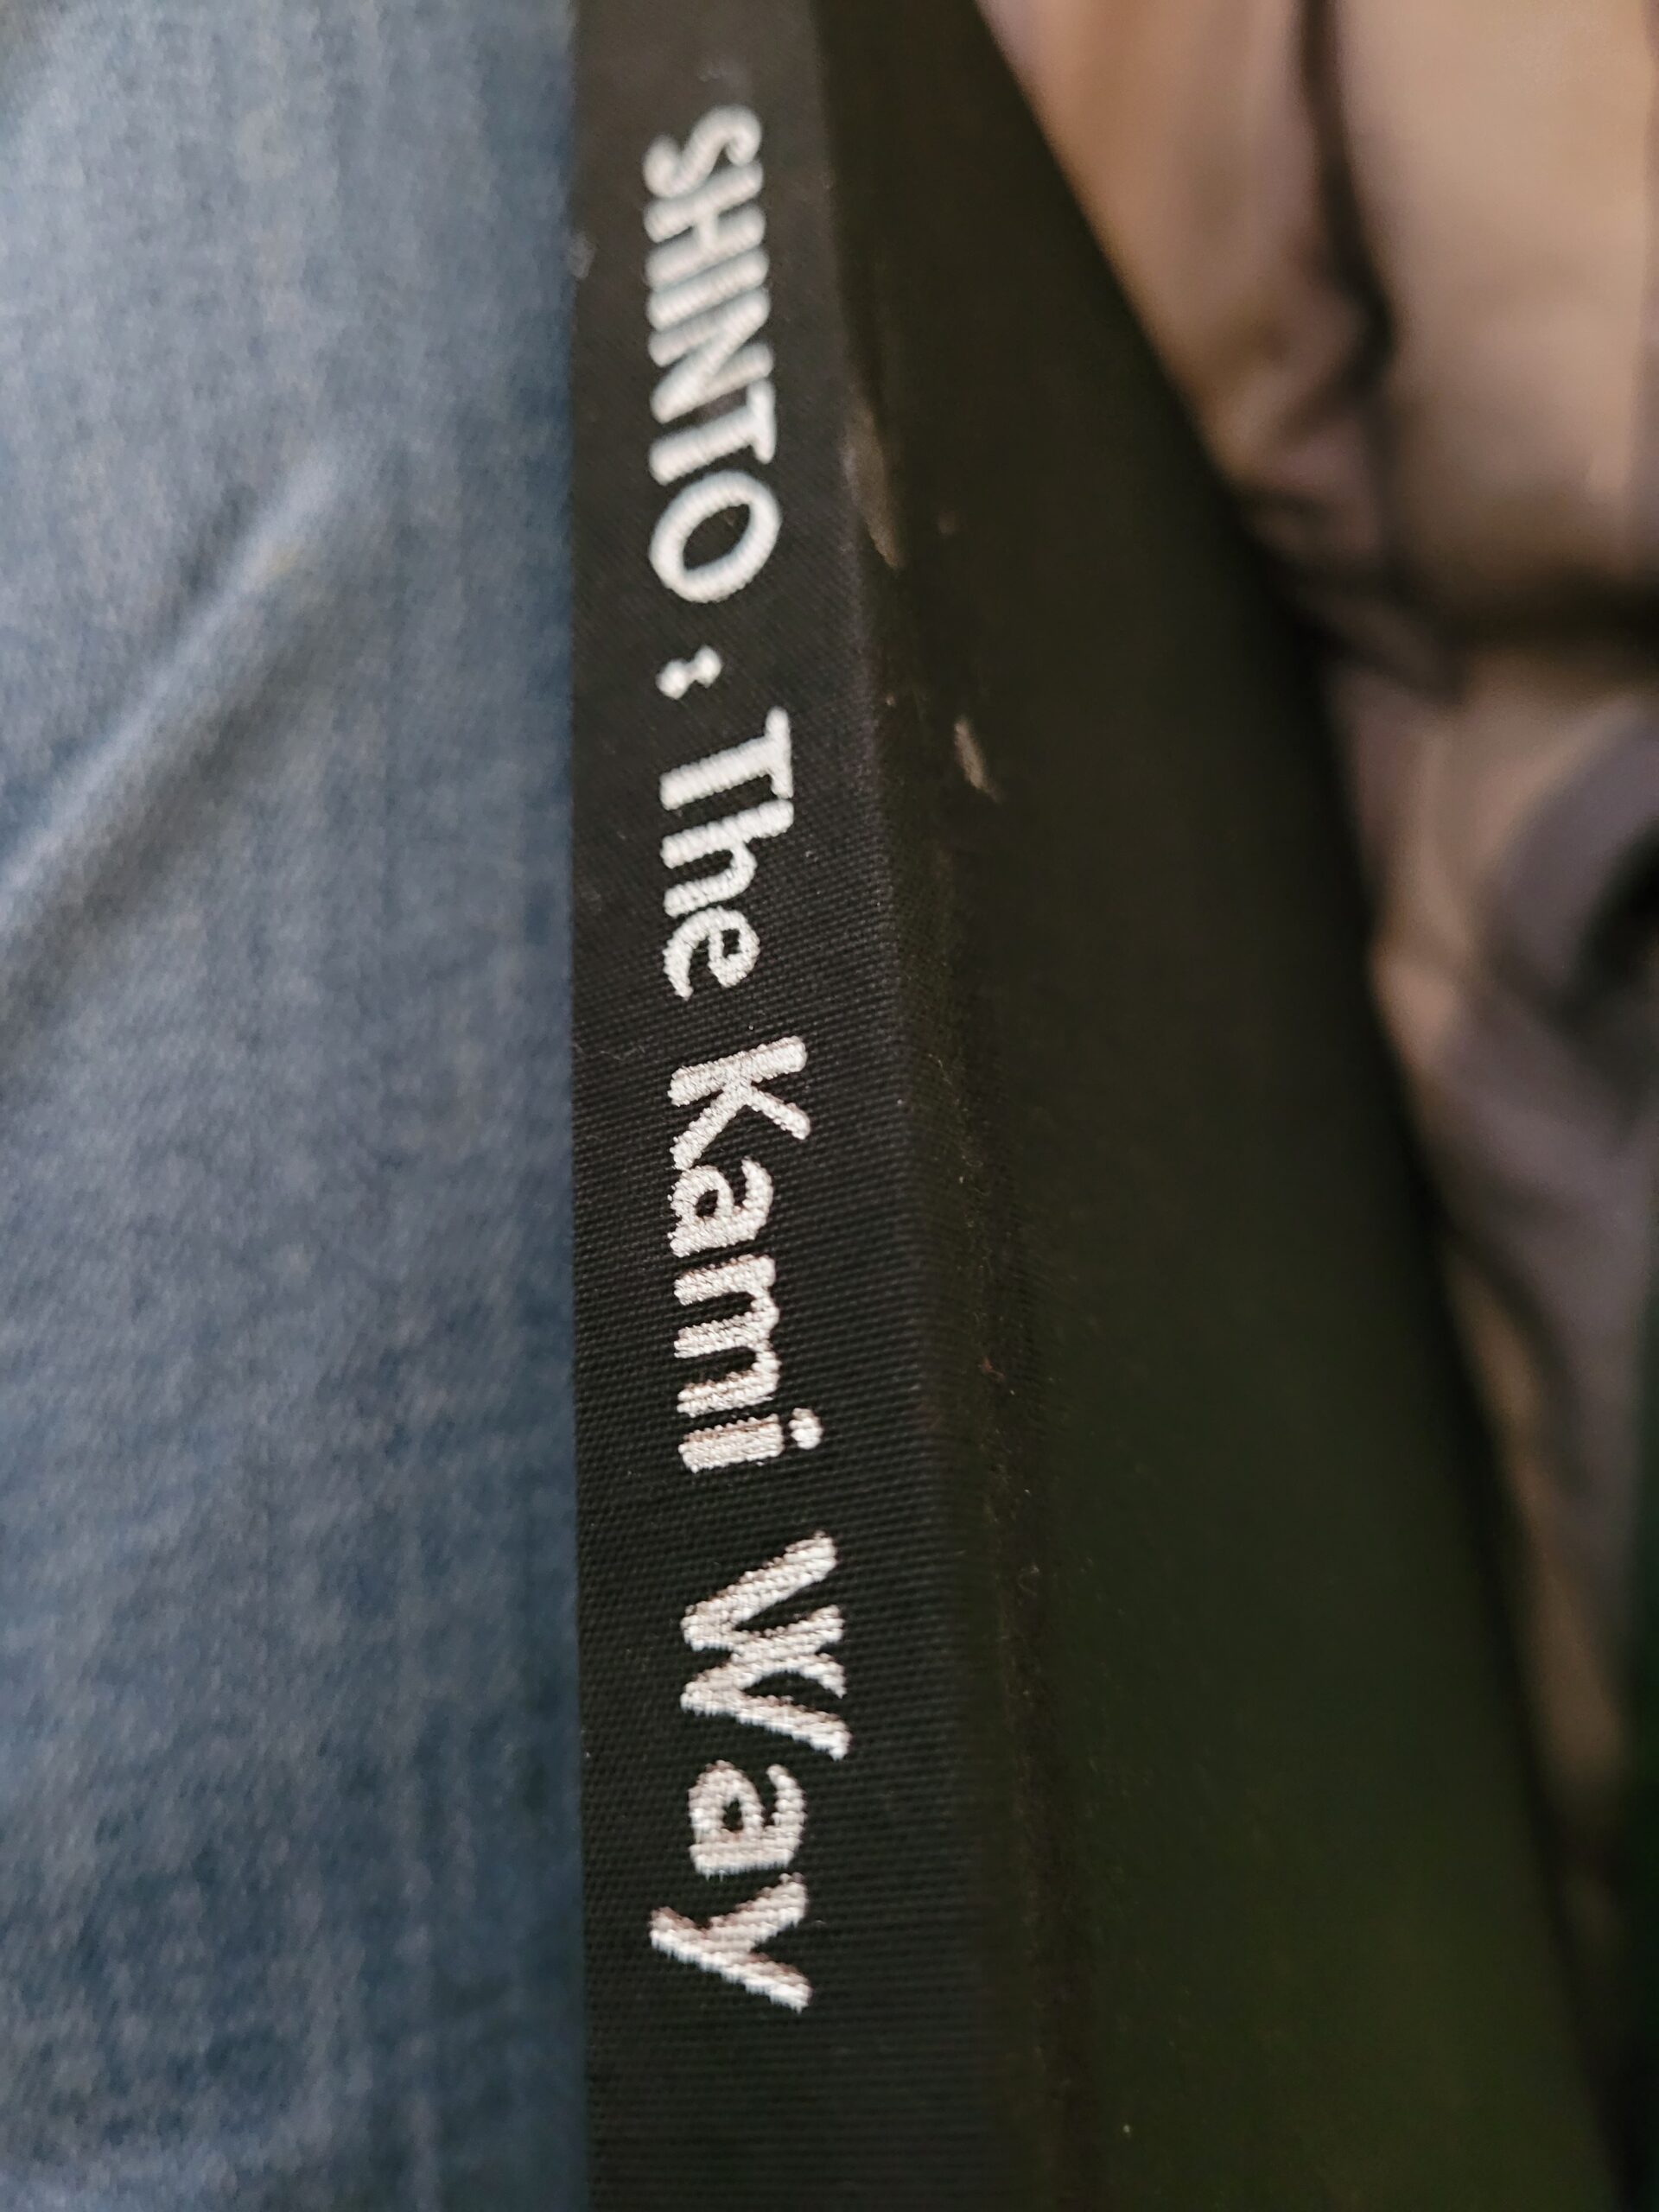 SHINTO : The Kami Way